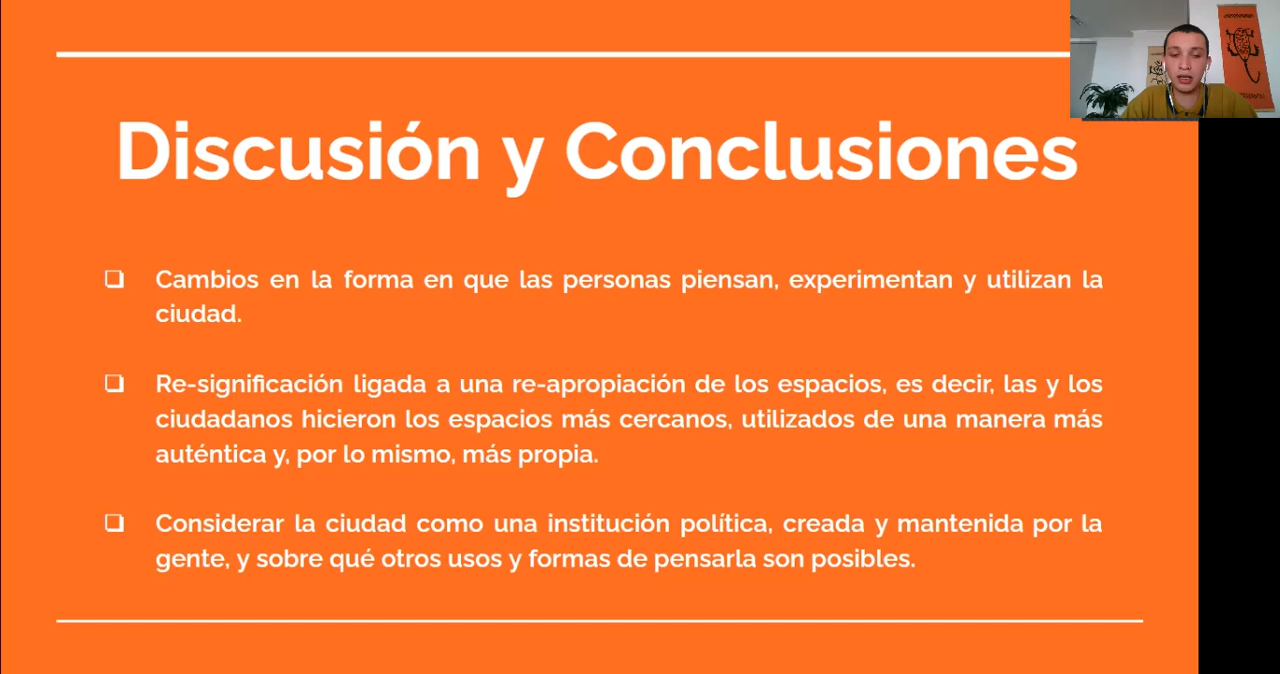 Discusión y Conclusiones
❏ Cambios en la forma en que las personas piensan, experimentan y utilizan la
ciudad.
❏ Re-significación ligada a una re-apropiación de los espacios, es decir, las y los
ciudadanos hicieron los espacios más cercanos, utilizados de una manera más
auténtica y, por lo mismo, más propia.
❏ Considerar la ciudad como una institución política, creada y mantenida por la
gente, y sobre qué otros usos y formas de pensarla son posibles.